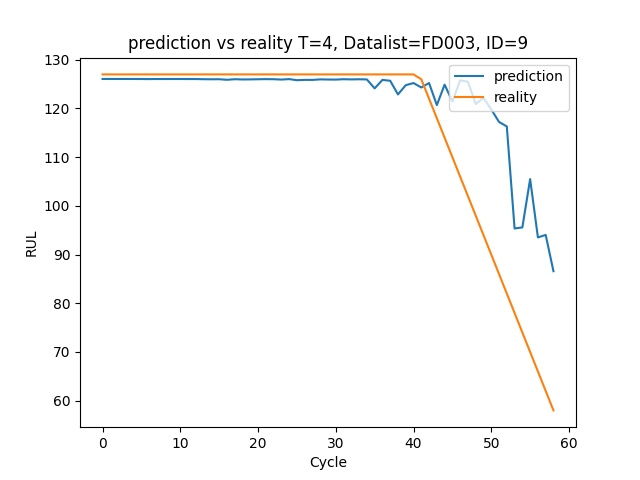 prediction vs reality T=4, Datalist=FD003, ID=9
prediction
reality
130
120
110
100
90
80
70
60
RUL
0 10 20 30 40 50 60
Cycle